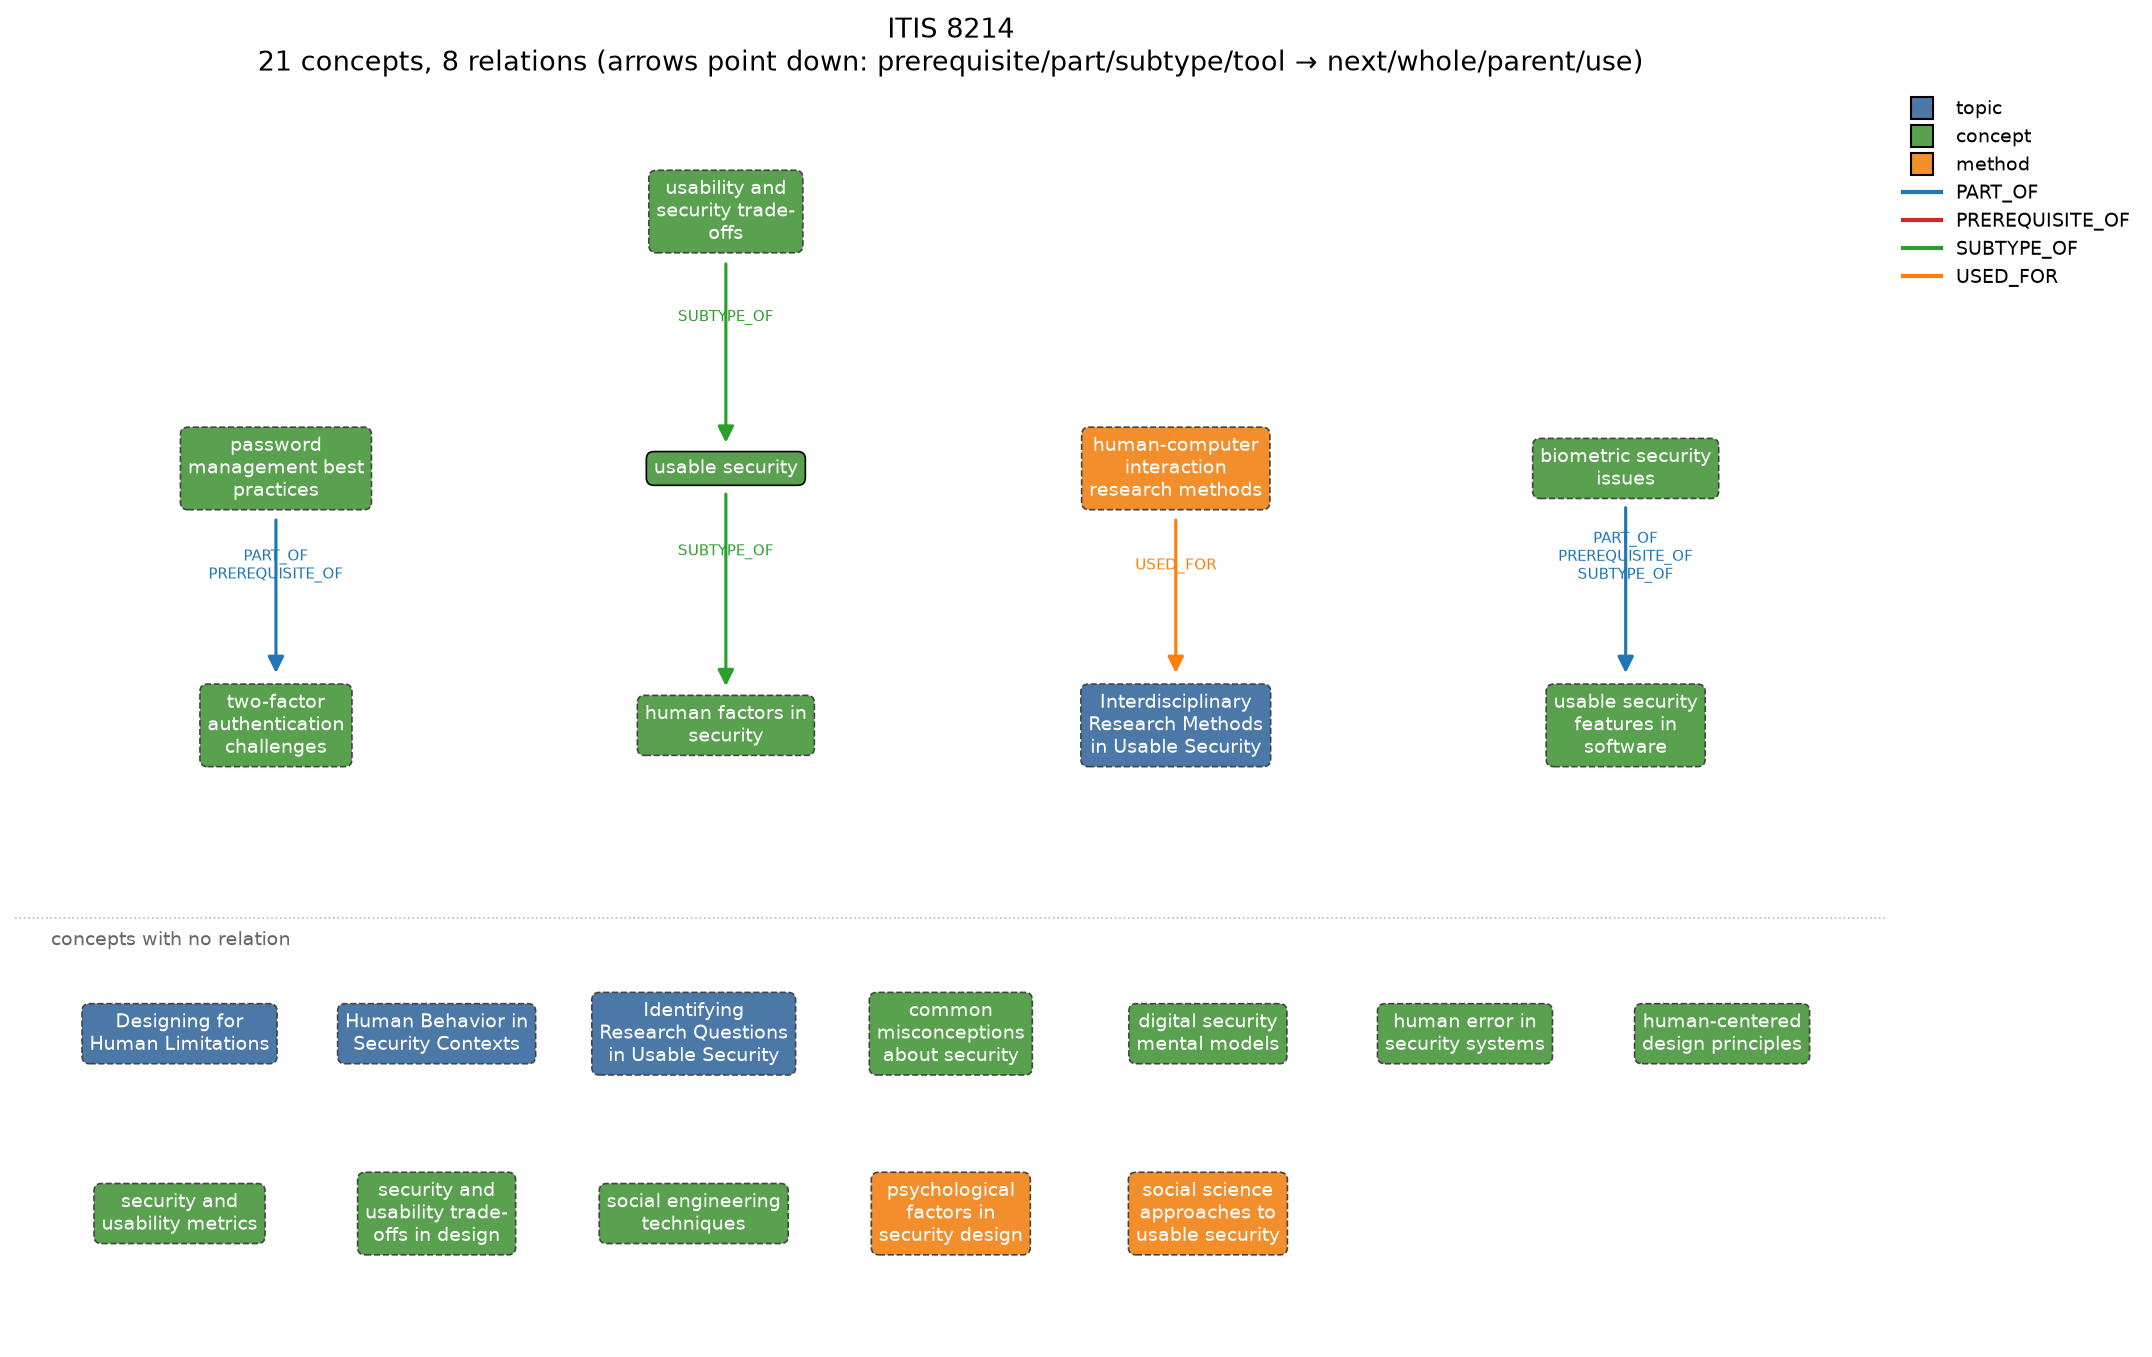 ITIS 8214
21 concepts, 8 relations (arrows point down: prerequisite/part/subtype/tool → next/whole/parent/use)
topic
concept
method
PART_OF
PREREQUISITE_OF
SUBTYPE_OF
USED_FOR
usability and
security trade-
offs
SUBTYPE_OF
password
management best
practices
usable security
human-computer
interaction
research methods
biometric security
issues
PART_OF
PREREQUISITE_OF
SUBTYPE_OF
USED_FOR
PART_OF
PREREQUISITE_OF
SUBTYPE_OF
two-factor
authentication
challenges
human factors in
security
Interdisciplinary
Research Methods
in Usable Security
usable security
features in
software
concepts with no relation
Designing for
Human Limitations
Human Behavior in
Security Contexts
Identifying
Research Questions
in Usable Security
common
misconceptions
about security
digital security
mental models
human error in
security systems
human-centered
design principles
security and
usability metrics
security and
usability trade-
offs in design
social engineering
techniques
psychological
factors in
security design
social science
approaches to
usable security